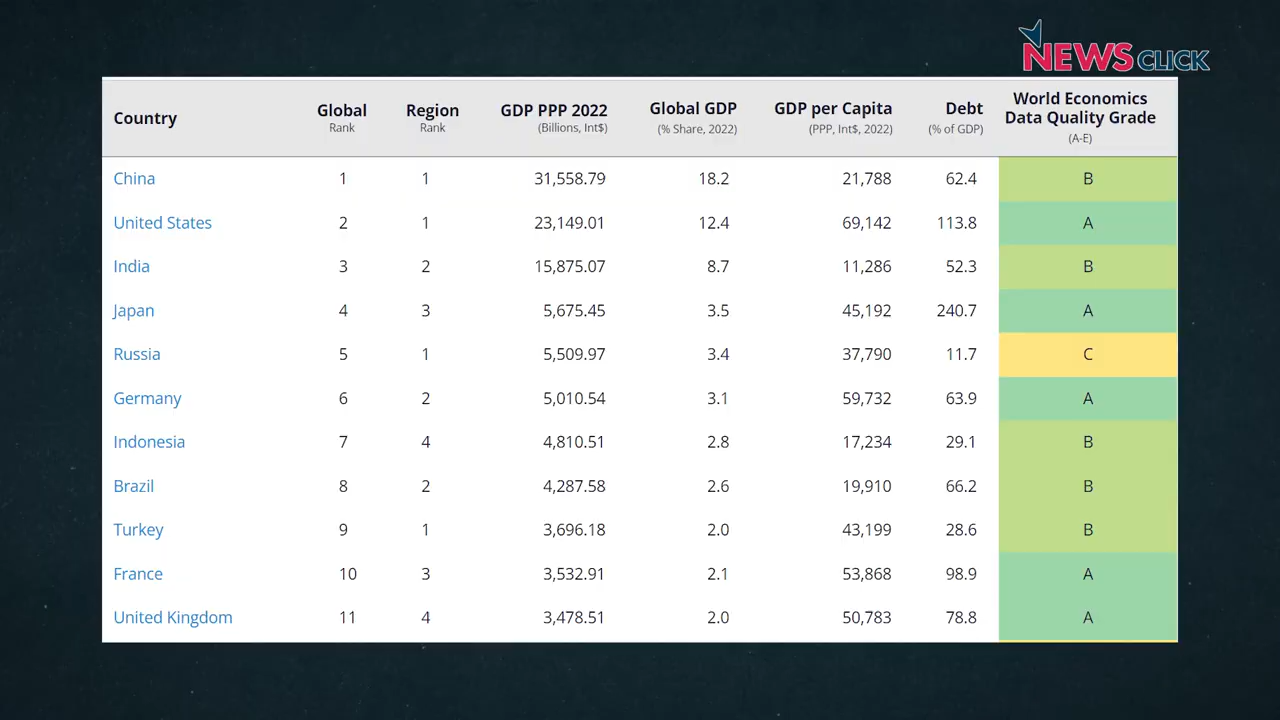 NEWSCLICK
Country Global Rank Region Rank GDP PPP 2022 (Billions, Int$) Global GDP (% Share, 2022) GDP per Capita (PPP, Int$, 2022) Debt (% of GDP) World Economics Data Quality Grade (A-E)
China 1 1 31,558.79 18.2 21,788 62.4 B
United States 2 1 23,149.01 12.4 69,142 113.8 A
India 3 2 15,875.07 8.7 11,286 52.3 B
Japan 4 3 5,675.45 3.5 45,192 240.7 A
Russia 5 1 5,509.97 3.4 37,790 11.7 C
Germany 6 2 5,010.54 3.1 59,732 63.9 A
Indonesia 7 4 4,810.51 2.8 17,234 29.1 B
Brazil 8 2 4,287.58 2.6 19,910 66.2 B
Turkey 9 1 3,696.18 2.0 43,199 28.6 B
France 10 3 3,532.91 2.1 53,868 98.9 A
United Kingdom 11 4 3,478.51 2.0 50,783 78.8 A